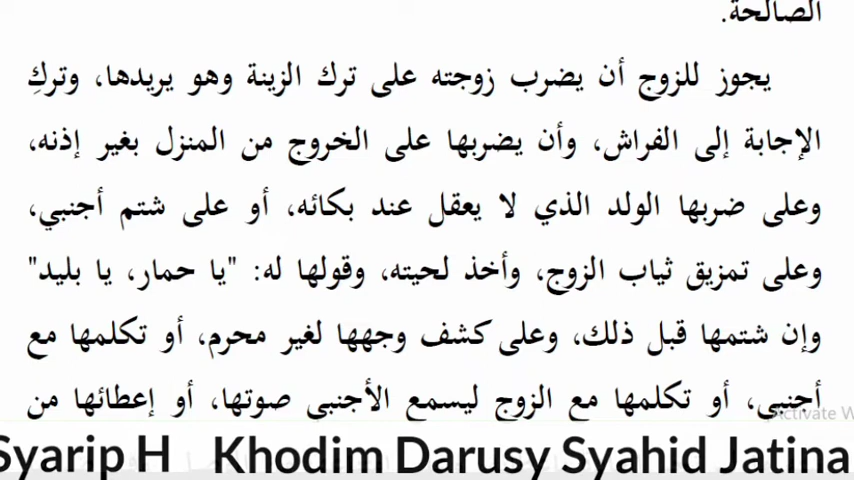 الصالحة.
يجوز للزوج أن يضرب زوجته على ترك الزينة وهو يريدها، وتركِ
الإجابة إلى الفراش، وأن يضربها على الخروج من المنزل بغير إذنه،
وعلى ضربها الولد الذي لا يعقل عند بكائه، أو على شتم أجنبي،
وعلى تمزيق ثياب الزوج، وأخذ لحيته، وقولها له: "يا حمار، يا بليد"
وإن شتمها قبل ذلك، وعلى كشف وجهها لغير محرم، أو تكلمها مع
أجنبي، أو تكلمها مع الزوج ليسمع الأجنبي صوتها، أو إعطائها من
Activate W
Syarip H Khodim Darusy Syahid Jatina